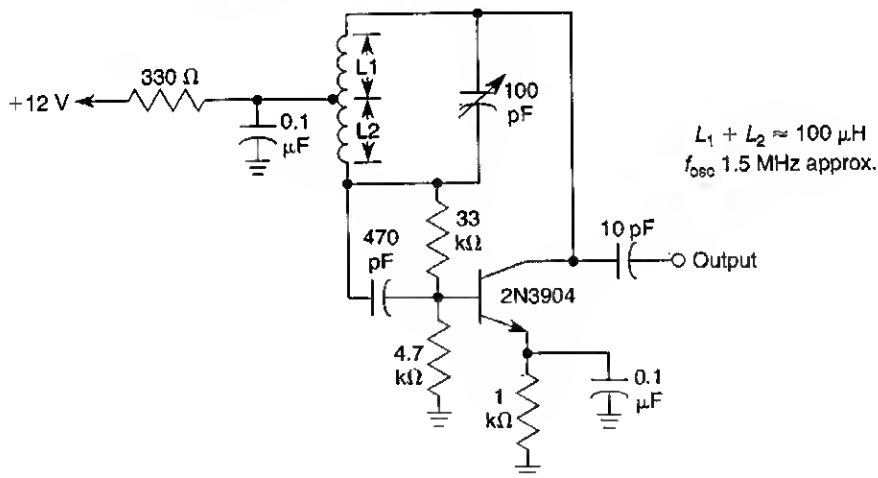 330 Ω
+12 V
0.1
μF
L1
L2
100
pF
L₁ + L₂ ≈ 100 μH
fosc 1.5 MHz approx.
33
kΩ
470
pF
10 pF
Output
2N3904
4.7
kΩ
1
kΩ
0.1
μF